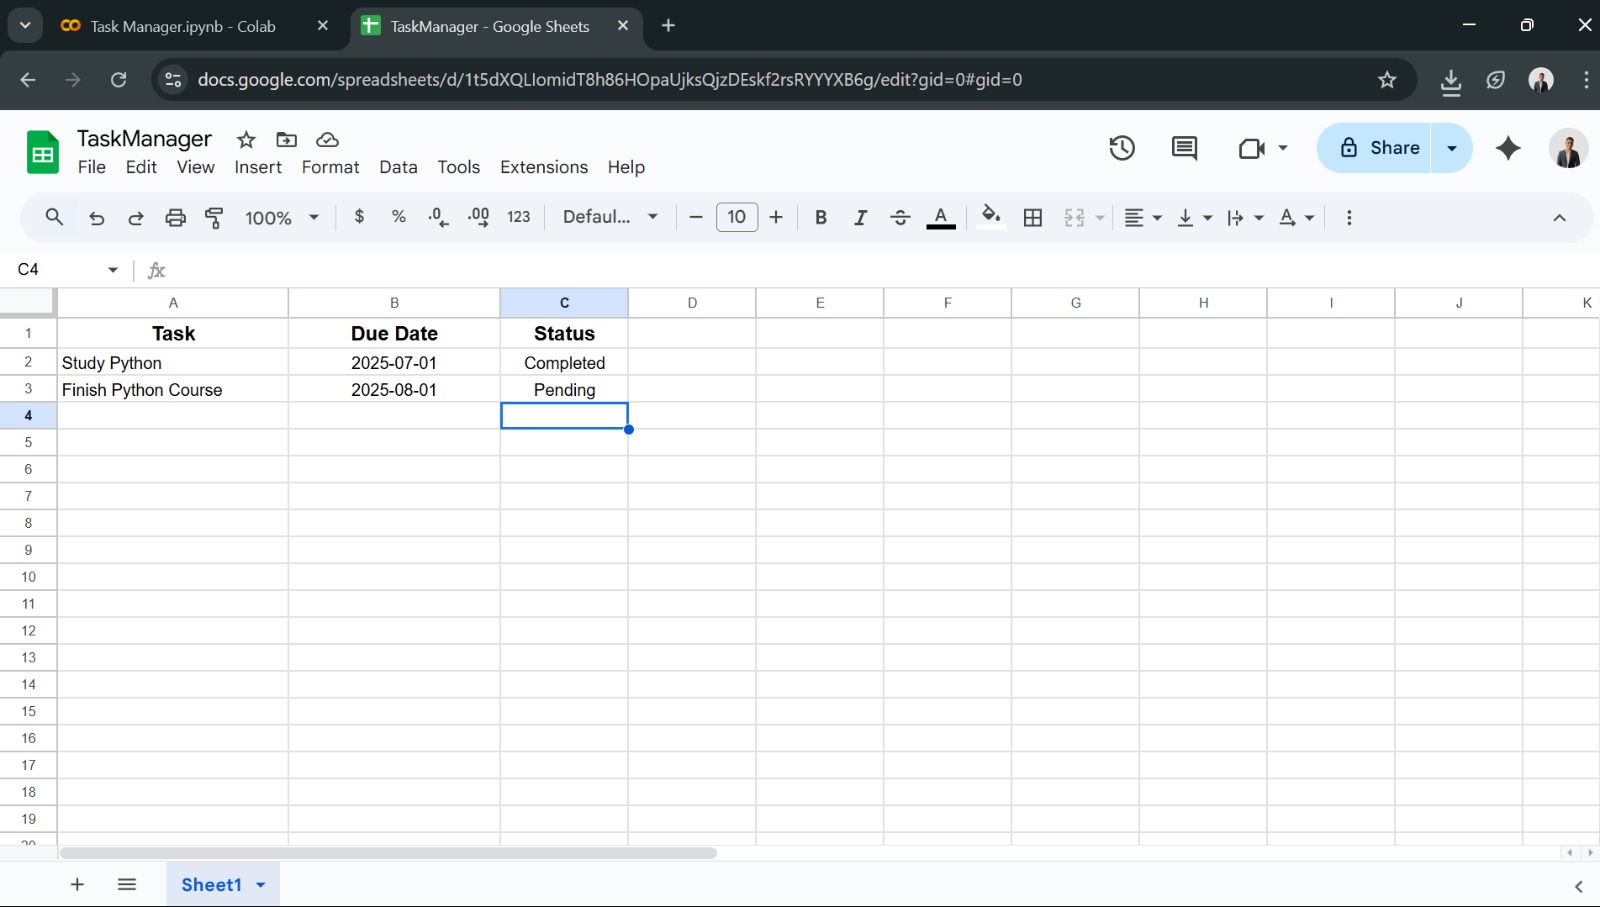 Task Manager.ipynb - Colab
TaskManager - Google Sheets
docs.google.com/spreadsheets/d/1t5dXQLIomidT8h86HOpaUjksQjzDEskf2rsRYYYXB6g/edit?gid=0#gid=0
TaskManager
File Edit View Insert Format Data Tools Extensions Help
Share
100% $ % .0 .00 123 Defaul... 10 B I A A
C4 fx
A B C D E F G H I J K
1 Task Due Date Status
2 Study Python 2025-07-01 Completed
3 Finish Python Course 2025-08-01 Pending
4
5
6
7
8
9
10
11
12
13
14
15
16
17
18
19
20
Sheet1